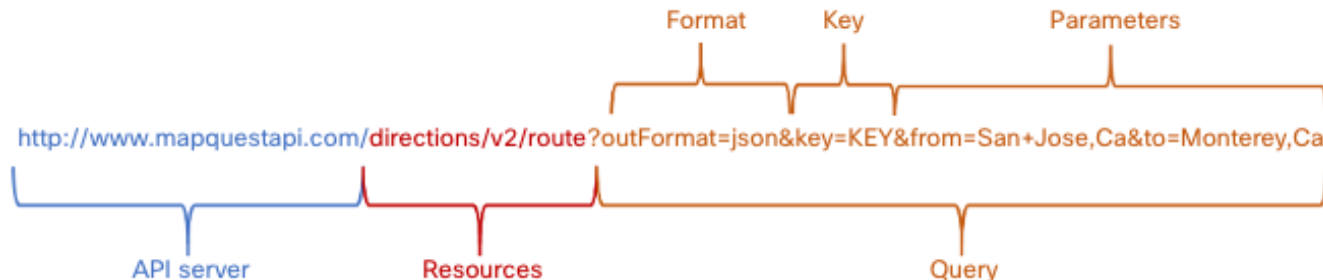 Format Key Parameters
http://www.mapquestapi.com/directions/v2/route?outFormat=json&key=KEY&from=San+Jose,Ca&to=Monterey,Ca
API server Resources Query